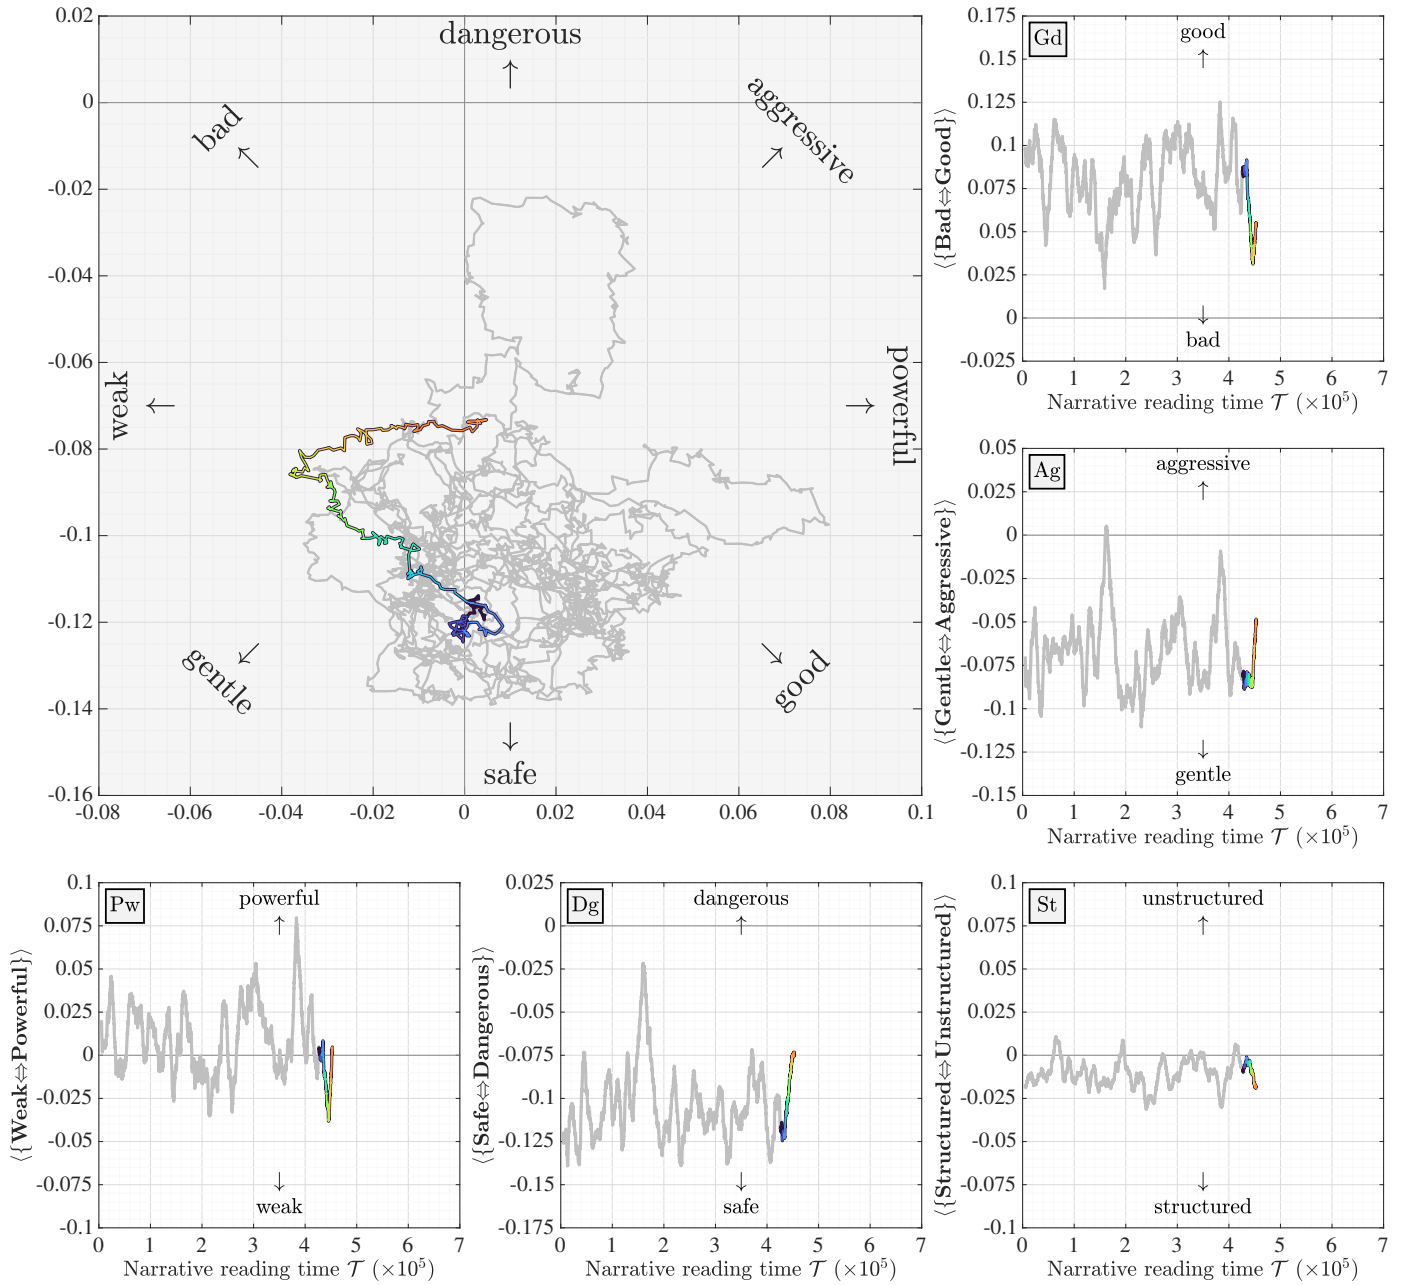 0.02
0
-0.02
-0.04
-0.06
-0.08
-0.1
-0.12
-0.14
-0.16
-0.08
-0.06
-0.04
-0.02
0
0.02
0.04
0.06
0.08
0.1
dangerous
↑
bad
↖
aggressive
↗
weak
←
powerful
→
gentle
↙
good
↘
↓
safe
Gd
good
↑
↓
bad
⟨{Bad⇔Good}⟩
0.175
0.15
0.125
0.1
0.075
0.05
0.025
0
-0.025
0 1 2 3 4 5 6 7
Narrative reading time 𝒯 (×10⁵)
Ag
aggressive
↑
↓
gentle
⟨{Gentle⇔Aggressive}⟩
0.05
0.025
0
-0.025
-0.05
-0.075
-0.1
-0.125
-0.15
0 1 2 3 4 5 6 7
Narrative reading time 𝒯 (×10⁵)
Pw
powerful
↑
↓
weak
⟨{Weak⇔Powerful}⟩
0.1
0.075
0.05
0.025
0
-0.025
-0.05
-0.075
-0.1
0 1 2 3 4 5 6 7
Narrative reading time 𝒯 (×10⁵)
Dg
dangerous
↑
↓
safe
⟨{Safe⇔Dangerous}⟩
0.025
0
-0.025
-0.05
-0.075
-0.1
-0.125
-0.15
-0.175
0 1 2 3 4 5 6 7
Narrative reading time 𝒯 (×10⁵)
St
unstructured
↑
↓
structured
⟨{Structured⇔Unstructured}⟩
0.1
0.075
0.05
0.025
0
-0.025
-0.05
-0.075
-0.1
0 1 2 3 4 5 6 7
Narrative reading time 𝒯 (×10⁵)